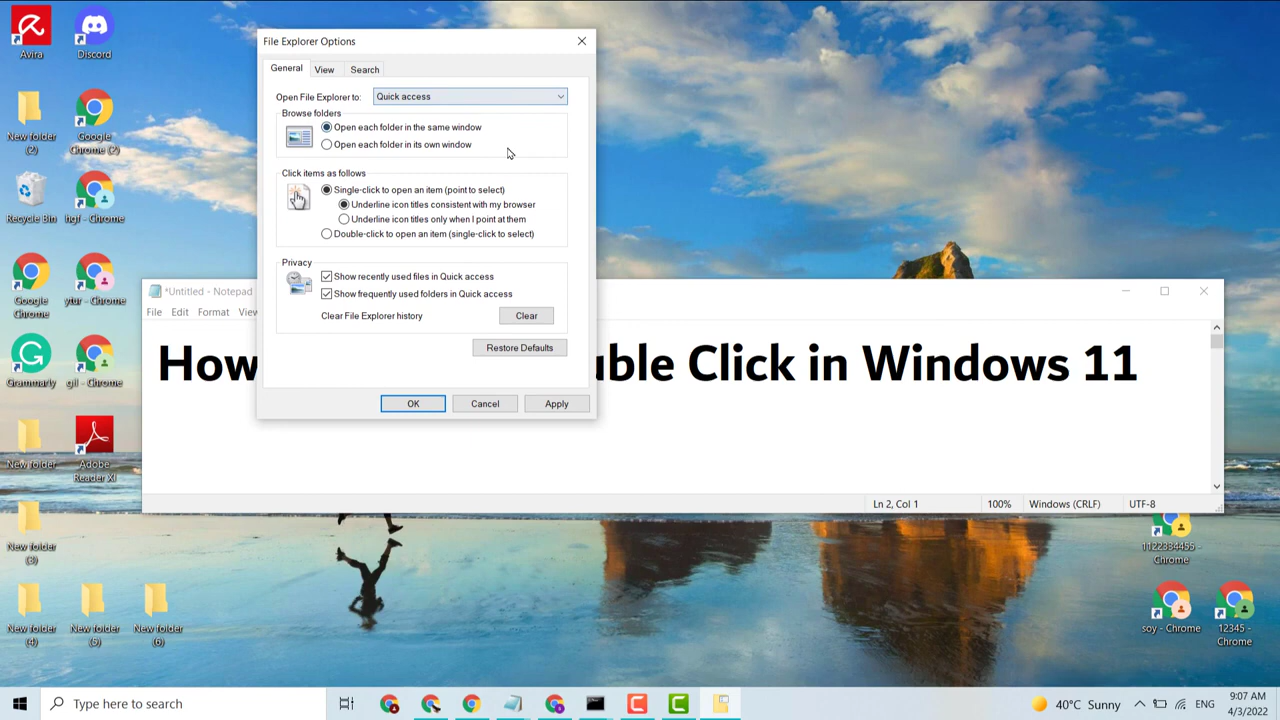 Avira
Discord
New folder
(2)
Google
Chrome (2)
Recycle Bin
hgf - Chrome
Google
Chrome
ytur - Chrome
Grammarly
gil - Chrome
New folder
Adobe
Reader XI
New folder
(3)
New folder
(4)
New folder
(5)
New folder
(6)
File Explorer Options
General
View
Search
Open File Explorer to:
Quick access
Browse folders
Open each folder in the same window
Open each folder in its own window
Click items as follows
Single-click to open an item (point to select)
Underline icon titles consistent with my browser
Underline icon titles only when I point at them
Double-click to open an item (single-click to select)
Privacy
Show recently used files in Quick access
Show frequently used folders in Quick access
Clear File Explorer history
Clear
Restore Defaults
OK
Cancel
Apply
*Untitled - Notepad
File Edit Format View
How uble Click in Windows 11
Ln 2, Col 1
100%
Windows (CRLF)
UTF-8
1122334455 -
Chrome
soy - Chrome
12345 -
Chrome
Type here to search
40°C Sunny
ENG
9:07 AM
4/3/2022